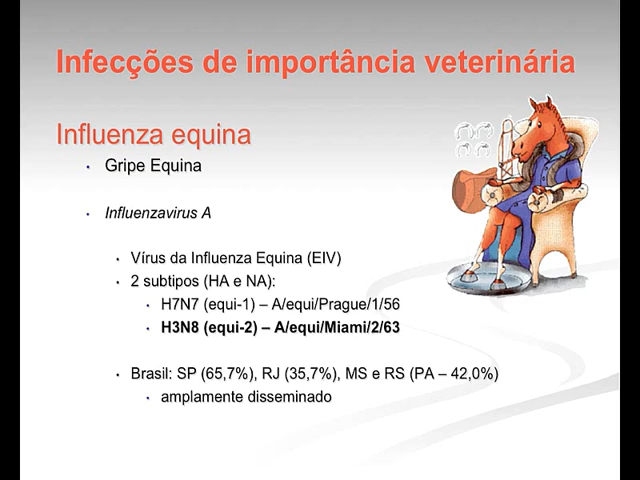 Infecções de importância veterinária
Influenza equina
Gripe Equina
Influenzavirus A
Vírus da Influenza Equina (EIV)
2 subtipos (HA e NA):
H7N7 (equi-1) – A/equi/Prague/1/56
H3N8 (equi-2) – A/equi/Miami/2/63
Brasil: SP (65,7%), RJ (35,7%), MS e RS (PA – 42,0%)
amplamente disseminado